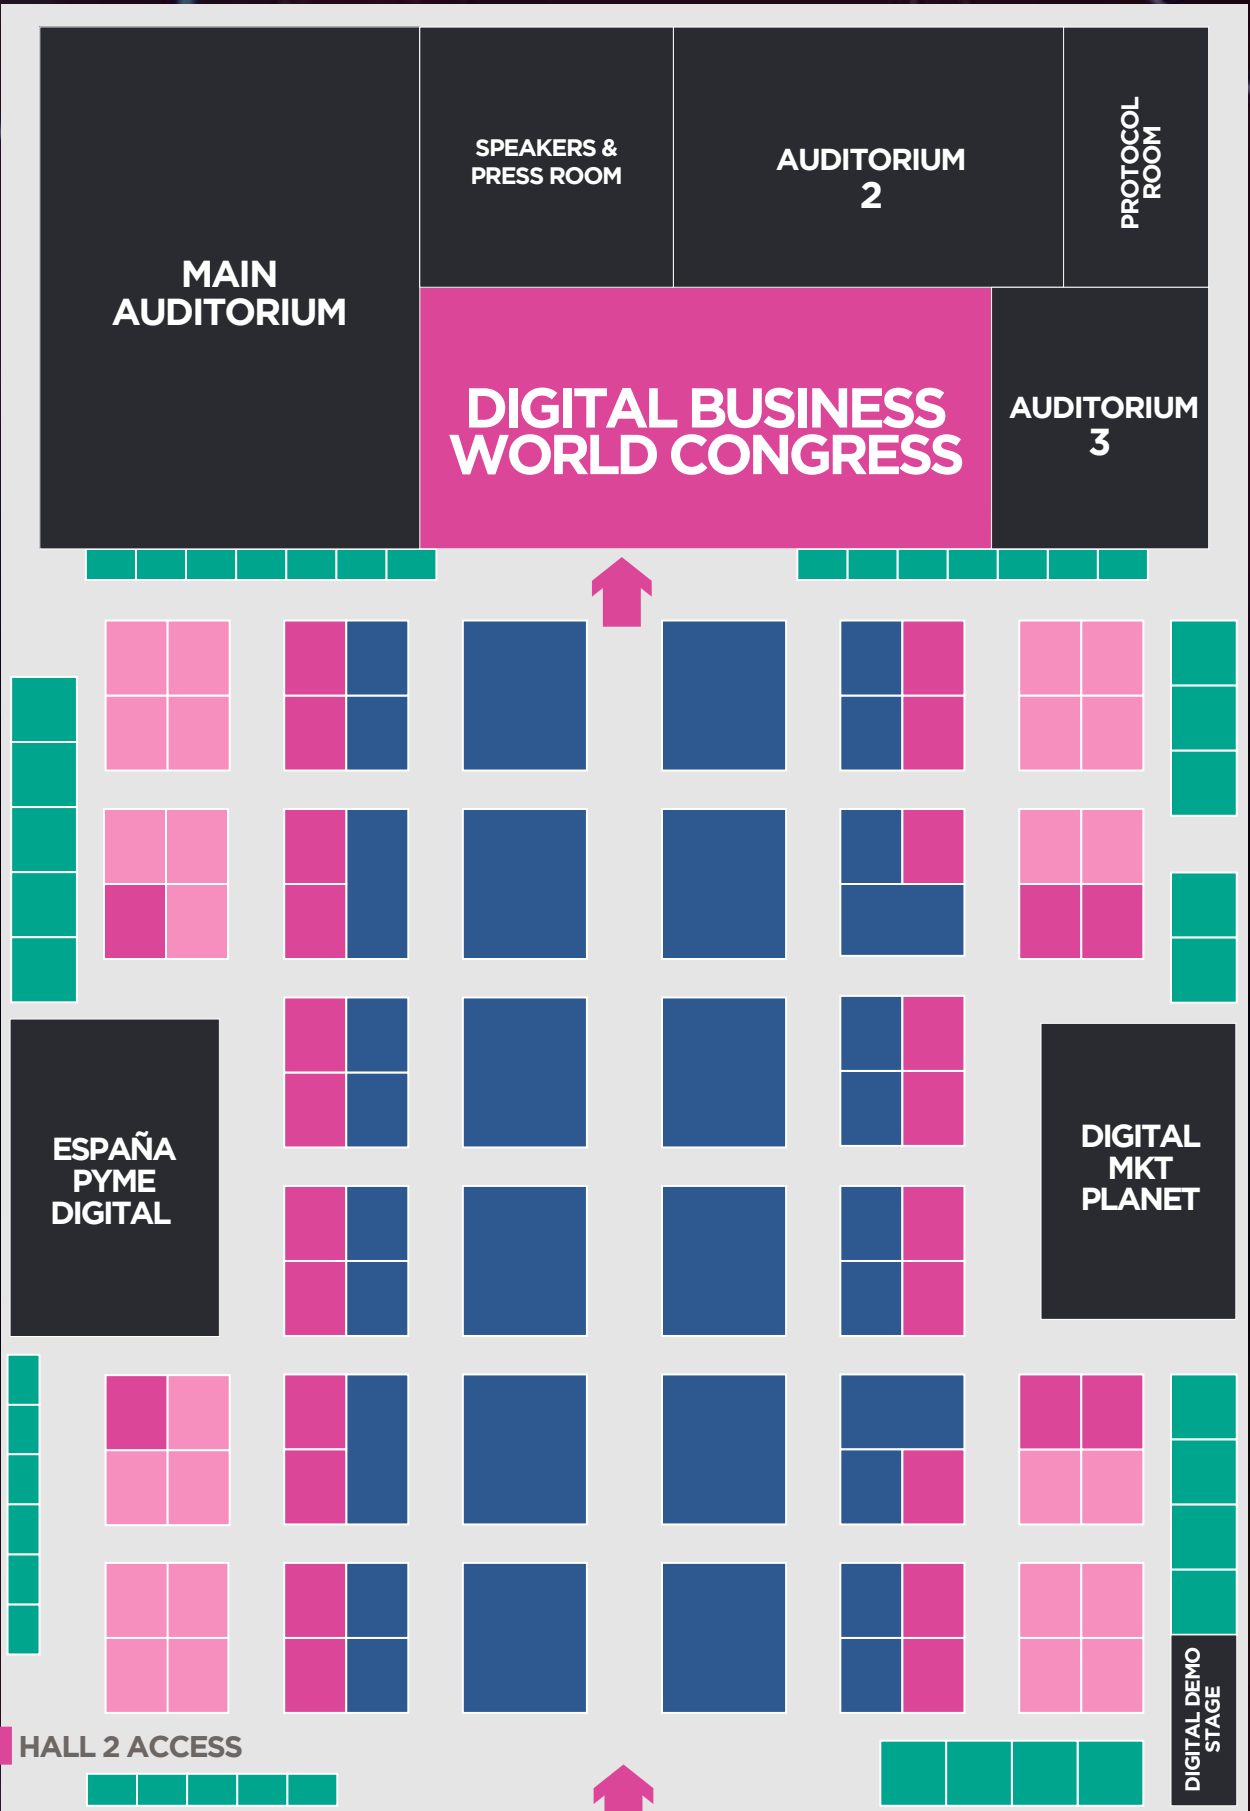 SPEAKERS &
PRESS ROOM
AUDITORIUM
2
PROTOCOL
ROOM
MAIN
AUDITORIUM
DIGITAL BUSINESS
WORLD CONGRESS
AUDITORIUM
3
ESPAÑA
PYME
DIGITAL
DIGITAL
MKT
PLANET
DIGITAL DEMO
STAGE
HALL 2 ACCESS